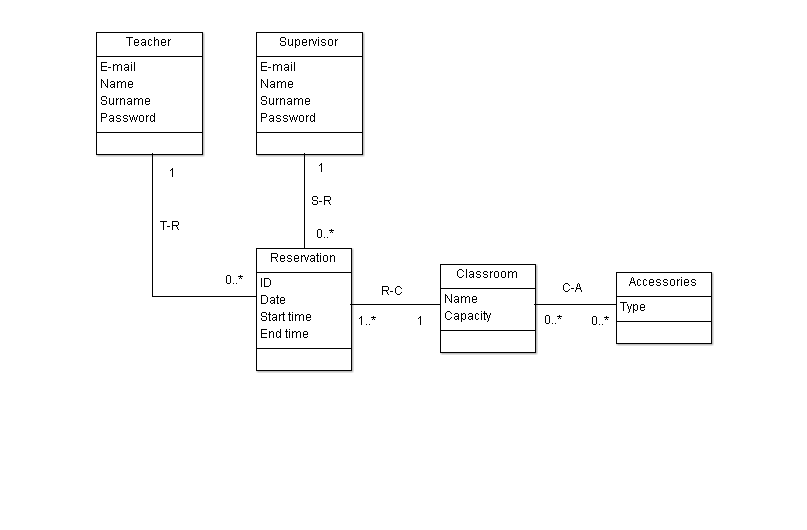 Teacher
E-mail
Name
Surname
Password
Supervisor
E-mail
Name
Surname
Password
1
1
T-R
S-R
0..*
0..*
Reservation
ID
Date
Start time
End time
R-C
1..*
1
Classroom
Name
Capacity
C-A
0..*
0..*
Accessories
Type